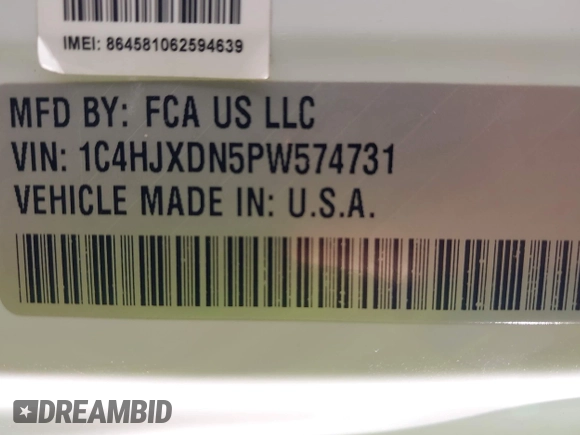 IMEI: 864581062594639
MFD BY: FCA US LLC
VIN: 1C4HJXDN5PW574731
VEHICLE MADE IN: U.S.A.
DREAMBID